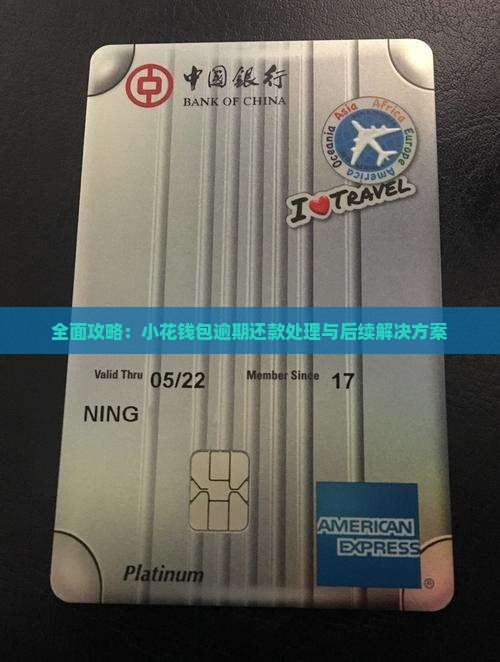 中国銀行
BANK OF CHINA
Oceania Asia Africa Europe America
I TRAVEL
全面攻略：小花钱包逾期还款处理与后续解决方案
Valid Thru 05/22 Member Since 17
NING
AMERICAN
EXPRESS
®
Platinum